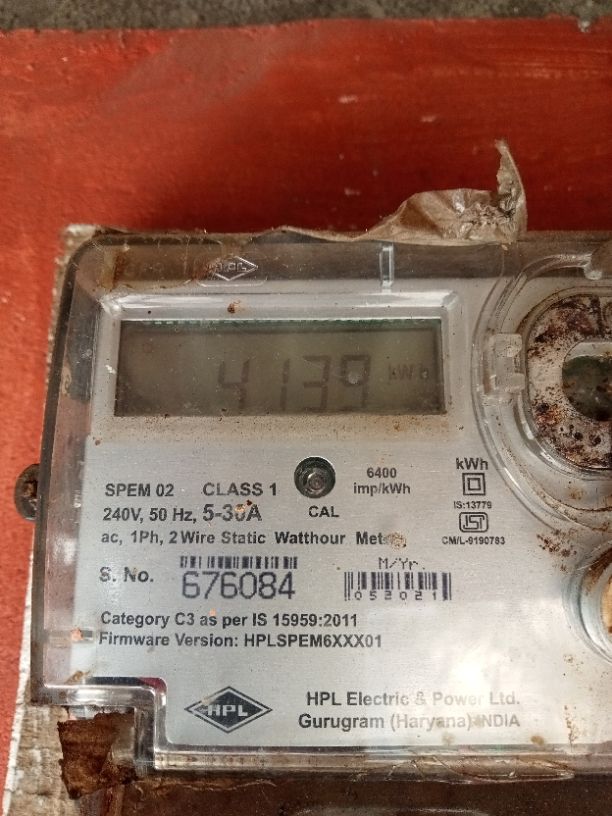 HPL
4139 kWh
SPEM 02 CLASS 1
240V, 50 Hz, 5-30A
CAL
6400
imp/kWh
kWh
IS:13779
CM/L-9190783
ac, 1Ph, 2 Wire Static Watthour Meter
S. No. 676084
M/Yr.
052021
Category C3 as per IS 15959:2011
Firmware Version: HPLSPEM6XXX01
HPL
HPL Electric & Power Ltd.
Gurugram (Haryana) INDIA